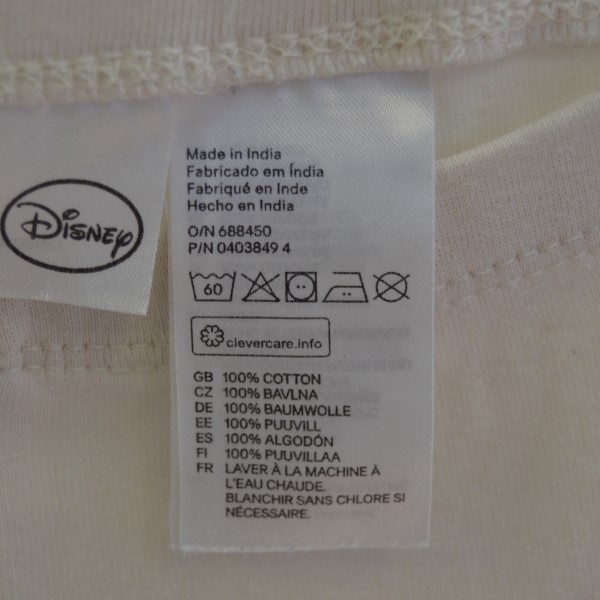 Disney
Made in India
Fabricado em Índia
Fabriqué en Inde
Hecho en India
O/N 688450
P/N 0403849 4
60
clevercare.info
GB 100% COTTON
CZ 100% BAVLNA
DE 100% BAUMWOLLE
EE 100% PUUVILL
ES 100% ALGODÓN
FI 100% PUUVILLAA
FR LAVER À LA MACHINE À
L'EAU CHAUDE.
BLANCHIR SANS CHLORE SI
NÉCESSAIRE.